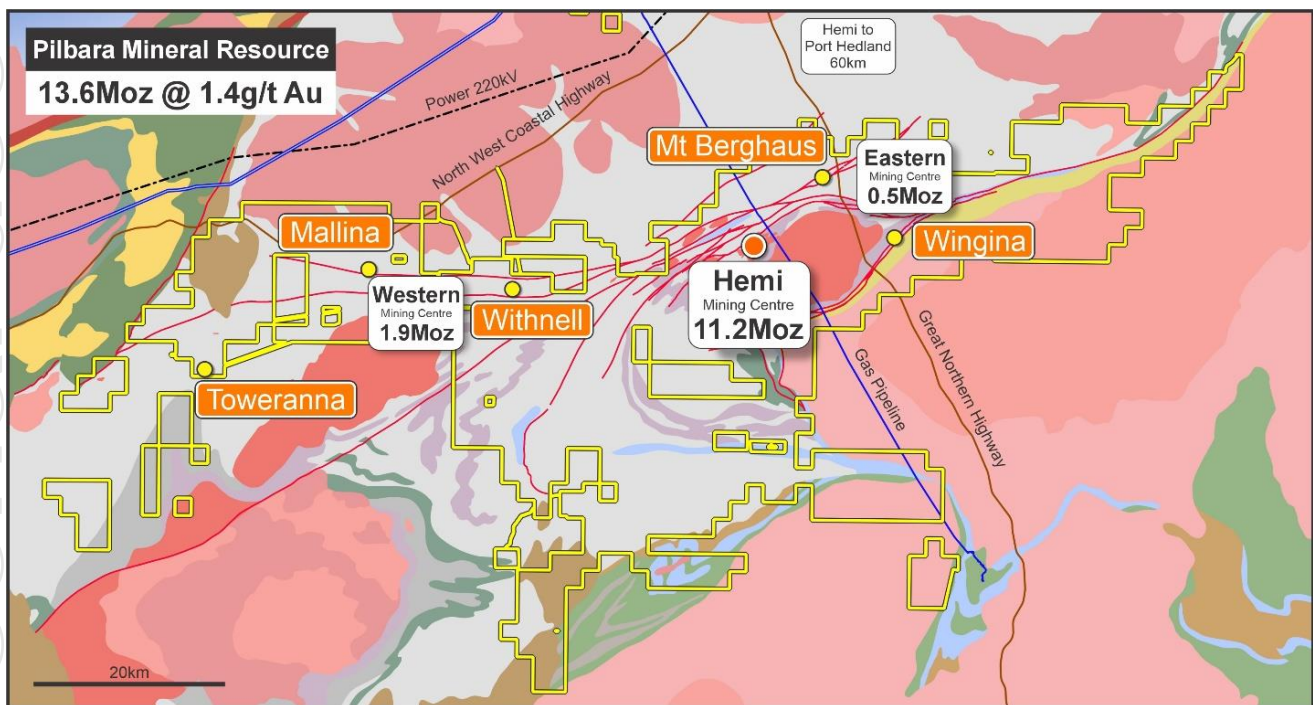 Pilbara Mineral Resource
13.6Moz @ 1.4g/t Au
Hemi to
Port Hedland
60km
Power 220kV
North West Coastal Highway
Mt Berghaus
Eastern
Mining Centre
0.5Moz
Mallina
Wingina
Western
Mining Centre
1.9Moz
Withnell
Hemi
Mining Centre
11.2Moz
Toweranna
Gas Pipeline
Great Northern Highway
20km